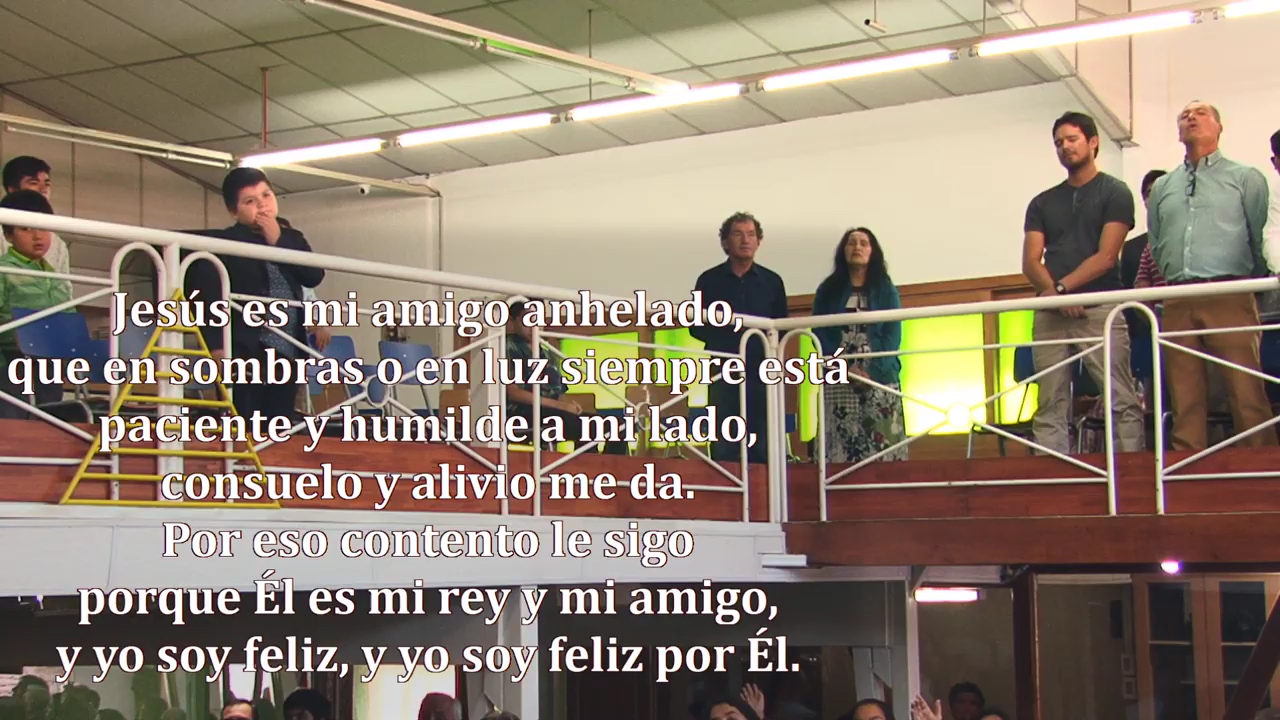 Jesús es mi amigo anhelado,
que en sombras o en luz siempre está
paciente y humilde a mi lado,
consuelo y alivio me da.
Por eso contento le sigo
porque Él es mi rey y mi amigo,
y yo soy feliz, y yo soy feliz por Él.